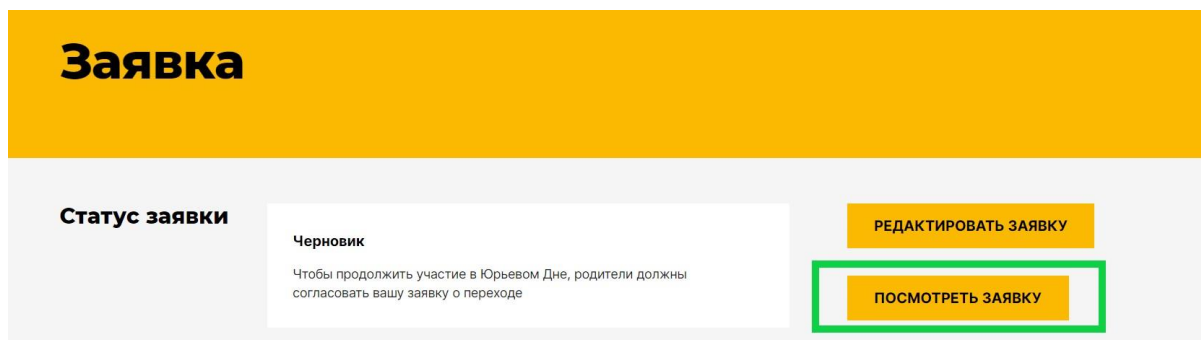 Заявка
Статус заявки
Черновик
Чтобы продолжить участие в Юрьевом Дне, родители должны
согласовать вашу заявку о переходе
РЕДАКТИРОВАТЬ ЗАЯВКУ
ПОСМОТРЕТЬ ЗАЯВКУ